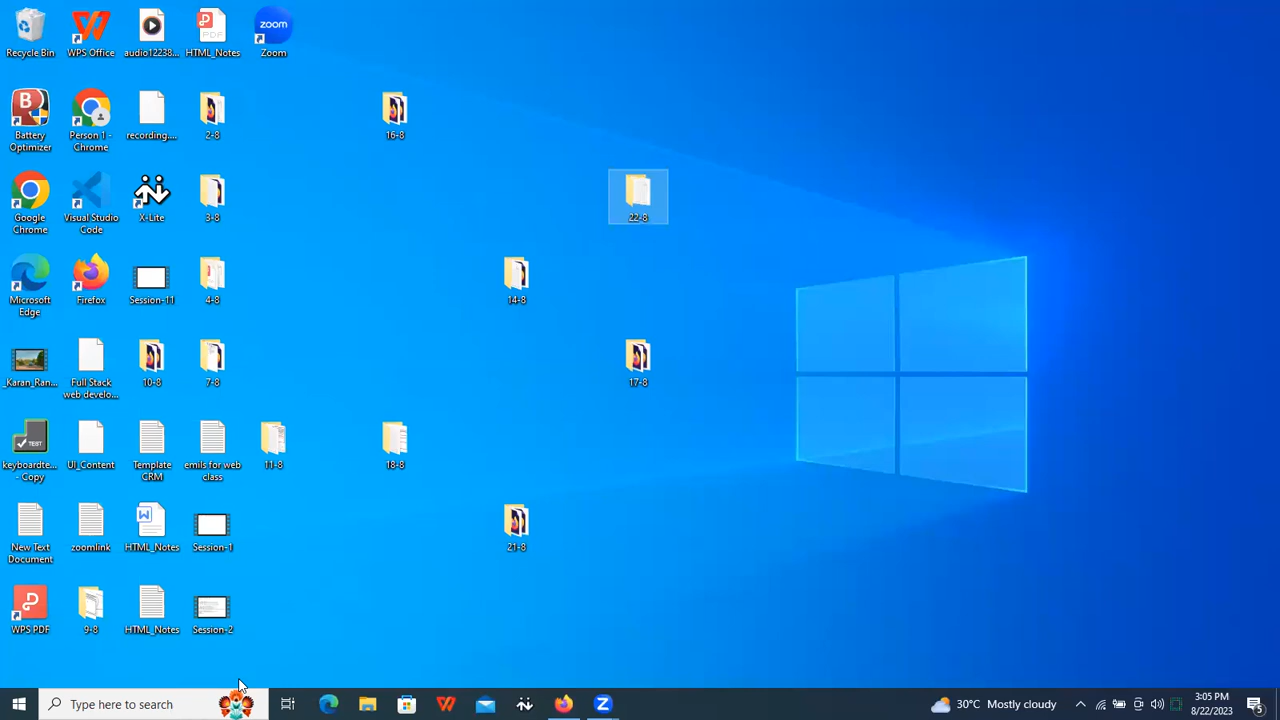 Recycle Bin
WPS Office
audio12238...
HTML_Notes
zoom
Zoom
Battery
Optimizer
Person 1 -
Chrome
recording....
2-8
16-8
Google
Chrome
Visual Studio
Code
X-Lite
3-8
22-8
Microsoft
Edge
Firefox
Session-11
4-8
14-8
_Karan_Ran...
Full Stack
web develo...
10-8
7-8
17-8
TEST
keyboardte...
- Copy
UI_Content
Template
CRM
emils for web
class
11-8
18-8
New Text
Document
zoomlink
HTML_Notes
Session-1
21-8
WPS PDF
9-8
HTML_Notes
Session-2
Type here to search
30°C Mostly cloudy
3:05 PM
8/22/2023